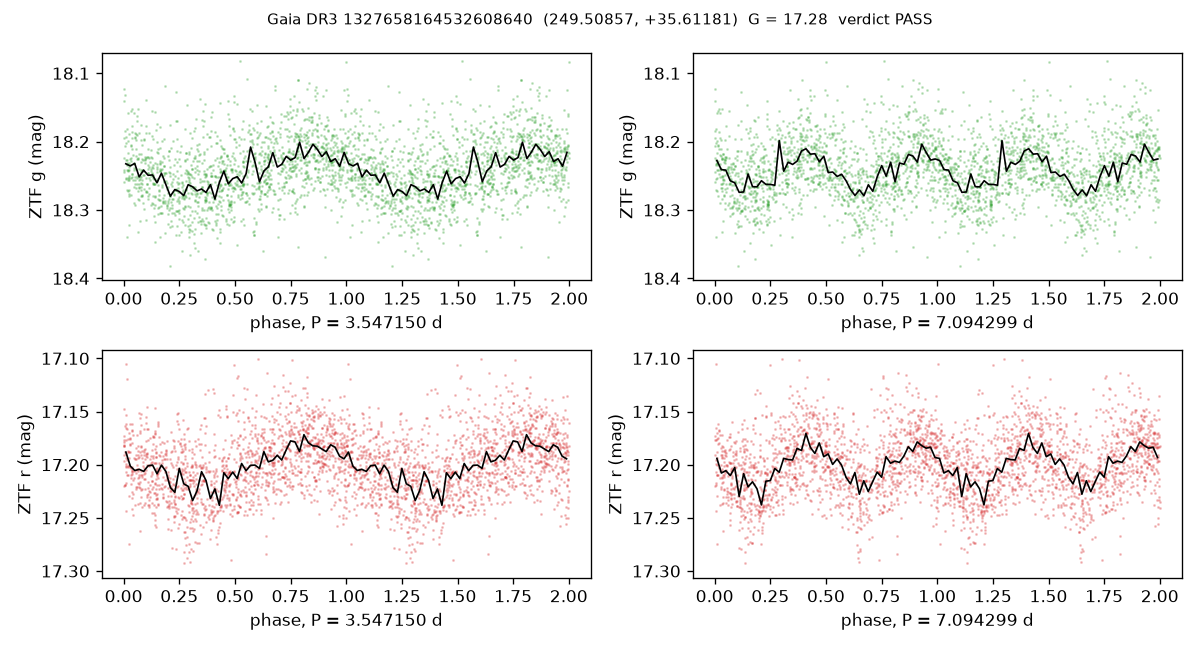 Gaia DR3 1327658164532608640 (249.50857, +35.61181) G = 17.28 verdict PASS
ZTF g (mag)
18.1
18.2
18.3
18.4
0.00 0.25 0.50 0.75 1.00 1.25 1.50 1.75 2.00
phase, P = 3.547150 d
ZTF g (mag)
18.1
18.2
18.3
18.4
0.00 0.25 0.50 0.75 1.00 1.25 1.50 1.75 2.00
phase, P = 7.094299 d
ZTF r (mag)
17.10
17.15
17.20
17.25
17.30
0.00 0.25 0.50 0.75 1.00 1.25 1.50 1.75 2.00
phase, P = 3.547150 d
ZTF r (mag)
17.10
17.15
17.20
17.25
17.30
0.00 0.25 0.50 0.75 1.00 1.25 1.50 1.75 2.00
phase, P = 7.094299 d